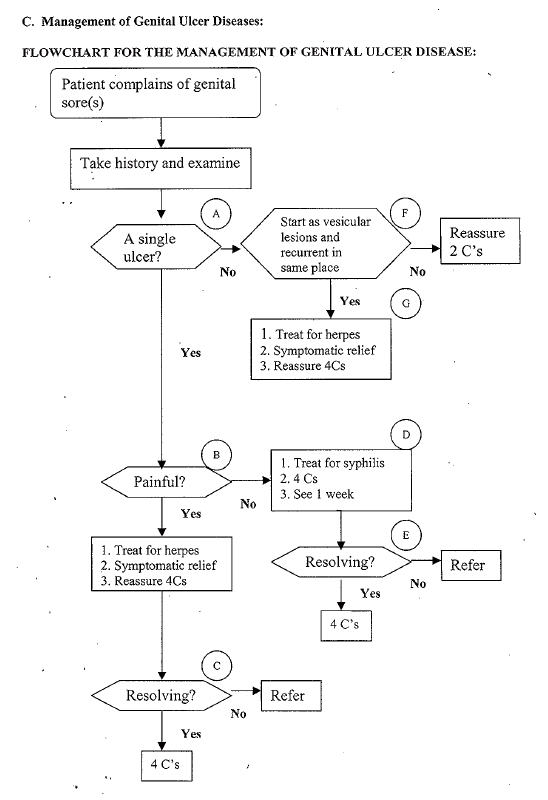 C. Management of Genital Ulcer Diseases:
FLOWCHART FOR THE MANAGEMENT OF GENITAL ULCER DISEASE:
Patient complains of genital
sore(s)
Take history and examine
A
A single
ulcer?
No
F
Start as vesicular
lesions and
recurrent in
same place
No
Reassure
2 C's
Yes
G
1. Treat for herpes
2. Symptomatic relief
3. Reassure 4Cs
Yes
B
Painful?
No
D
1. Treat for syphilis
2. 4 Cs
3. See 1 week
Yes
1. Treat for herpes
2. Symptomatic relief
3. Reassure 4Cs
E
Resolving?
No
Refer
Yes
4 C's
C
Resolving?
No
Refer
Yes
4 C's